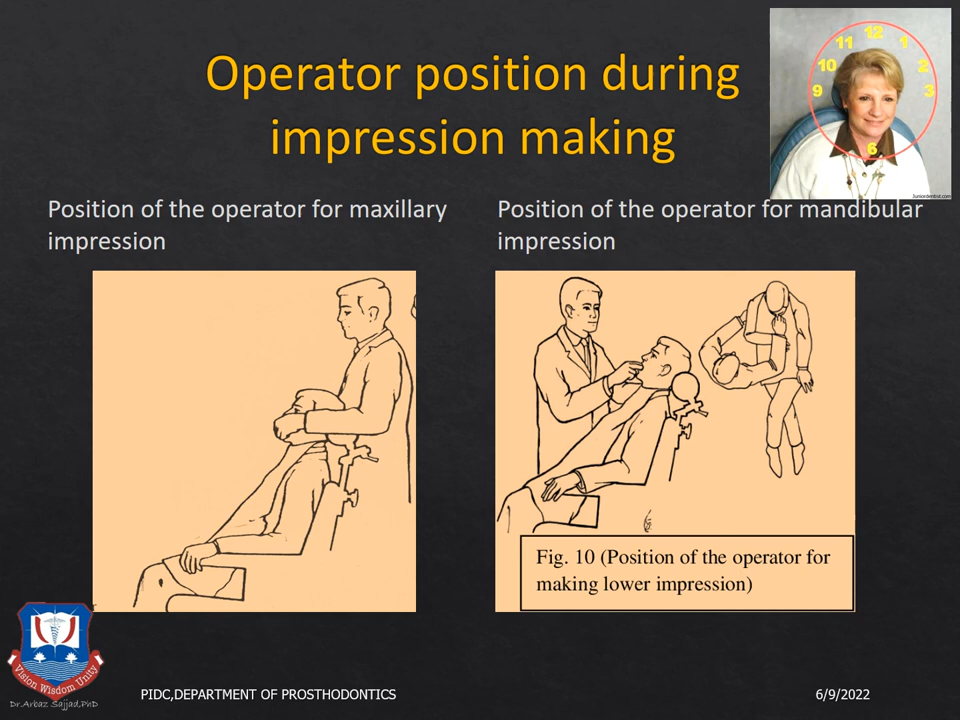 Operator position during
impression making
12
11
1
10
2
9
3
6
Juniordentist.com
Position of the operator for maxillary
impression
Position of the operator for mandibular
impression
Fig. 10 (Position of the operator for
making lower impression)
Vision Wisdom Unity
Dr.Arbaz Sajjad,PhD
PIDC,DEPARTMENT OF PROSTHODONTICS
6/9/2022